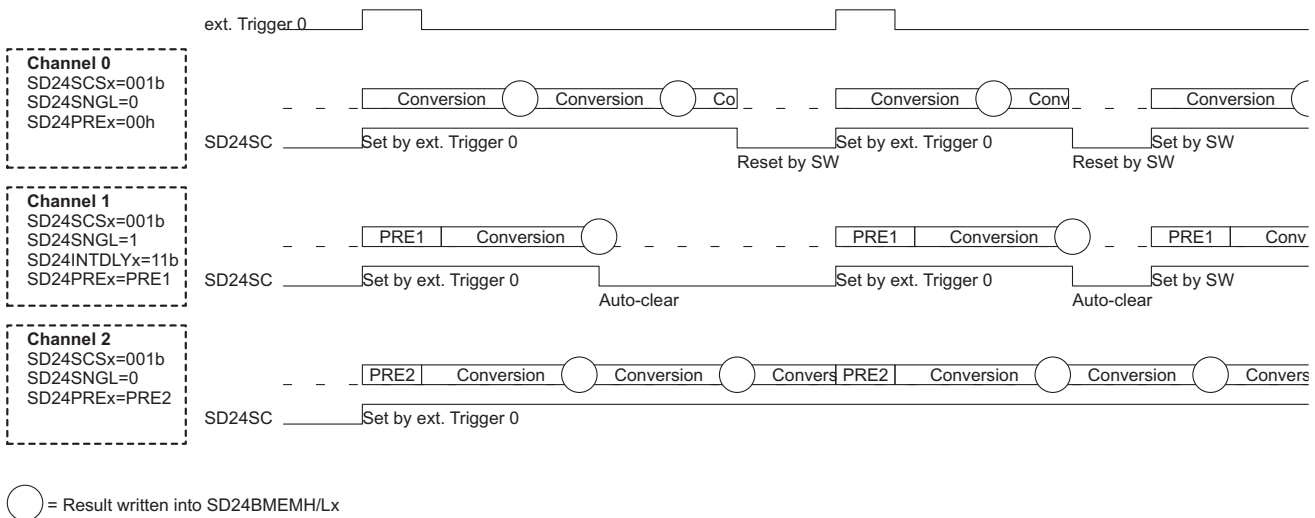 ext. Trigger 0
Channel 0
SD24SCSx=001b
SD24SNGL=0
SD24PREx=00h
Conversion Conversion Co Conversion Conv Conversion
SD24SC Set by ext. Trigger 0 Reset by SW Set by ext. Trigger 0 Reset by SW Set by SW
Channel 1
SD24SCSx=001b
SD24SNGL=1
SD24INTDLYx=11b
SD24PREx=PRE1
PRE1 Conversion PRE1 Conversion PRE1 Conv
SD24SC Set by ext. Trigger 0 Auto-clear Set by ext. Trigger 0 Auto-clear Set by SW
Channel 2
SD24SCSx=001b
SD24SNGL=0
SD24PREx=PRE2
PRE2 Conversion Conversion Convers PRE2 Conversion Conversion Convers
SD24SC Set by ext. Trigger 0
= Result written into SD24BMEMH/Lx